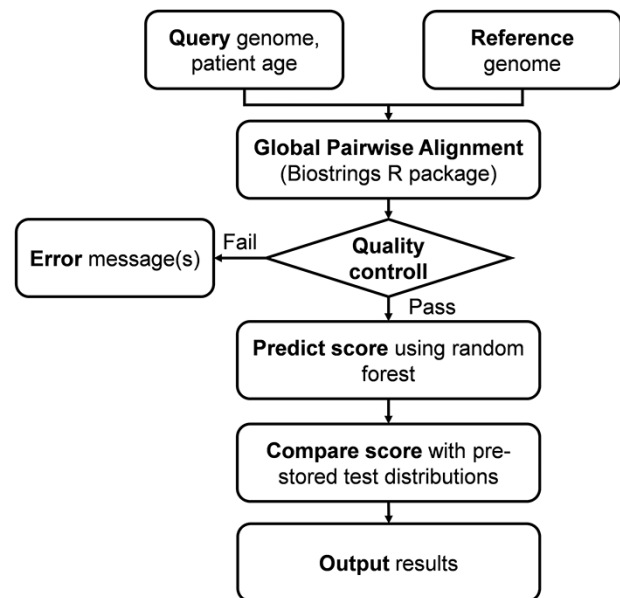 Query genome,
patient age
Reference
genome
Global Pairwise Alignment
(Biostrings R package)
Error message(s)
Fail
Quality
controll
Pass
Predict score using random
forest
Compare score with pre-
stored test distributions
Output results